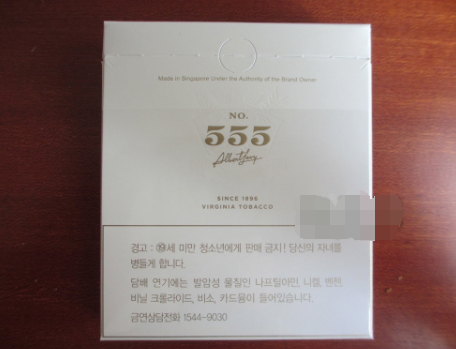 Made in Singapore Under the Authority of the Brand Owner
NO.
555
SINCE 1896
VIRGINIA TOBACCO
경고 : ⑲세 미만 청소년에게 판매 금지! 당신의 자녀를
병들게 합니다.
담배 연기에는 발암성 물질인 나프틸아민, 니켈, 벤젠,
비닐 크롤라이드, 비소, 카드뮴이 들어있습니다.
금연상담전화 1544-9030